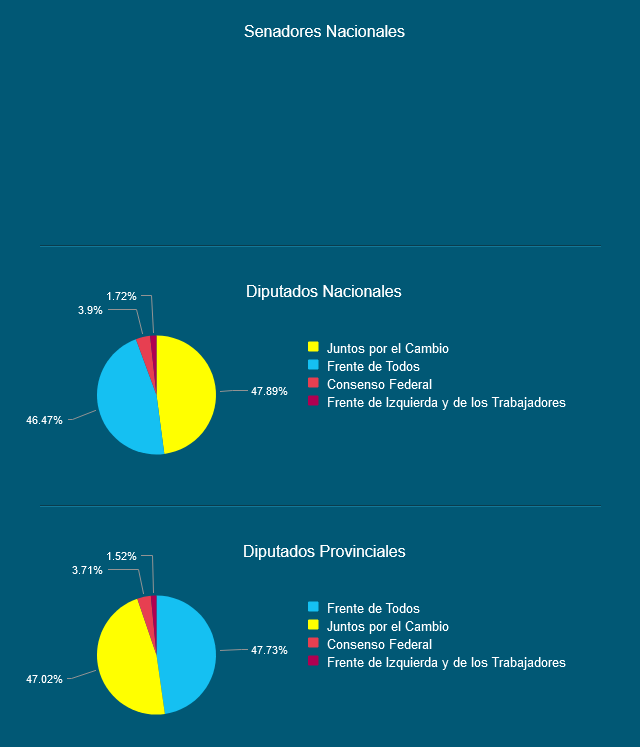 Senadores Nacionales
Diputados Nacionales
1.72%
3.9%
47.89%
46.47%
Juntos por el Cambio
Frente de Todos
Consenso Federal
Frente de Izquierda y de los Trabajadores
Diputados Provinciales
1.52%
3.71%
47.73%
47.02%
Frente de Todos
Juntos por el Cambio
Consenso Federal
Frente de Izquierda y de los Trabajadores